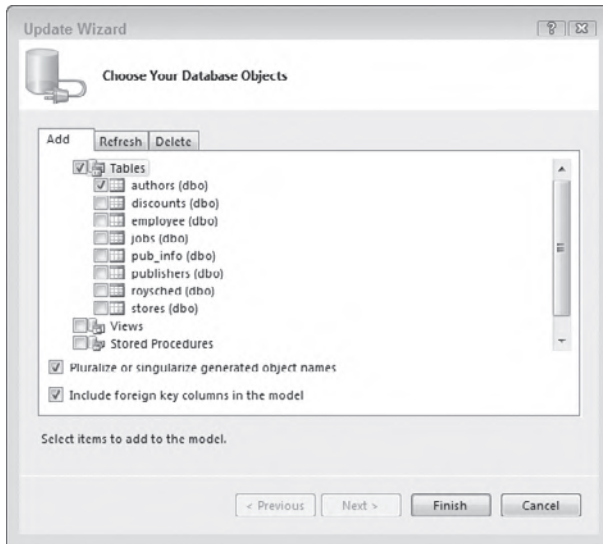 Update Wizard
Choose Your Database Objects
Add Refresh Delete
Tables
authors (dbo)
discounts (dbo)
employee (dbo)
jobs (dbo)
pub_info (dbo)
publishers (dbo)
roysched (dbo)
stores (dbo)
Views
Stored Procedures
Pluralize or singularize generated object names
Include foreign key columns in the model
Select items to add to the model.
< Previous Next > Finish Cancel